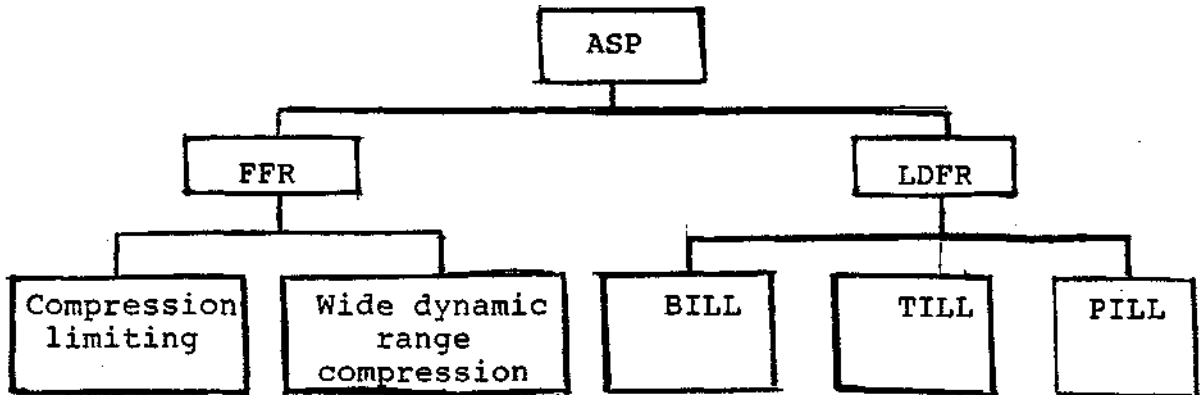 ASP
FFR
LDFR
Compression
limiting
Wide dynamic
range
compression
BILL
TILL
PILL